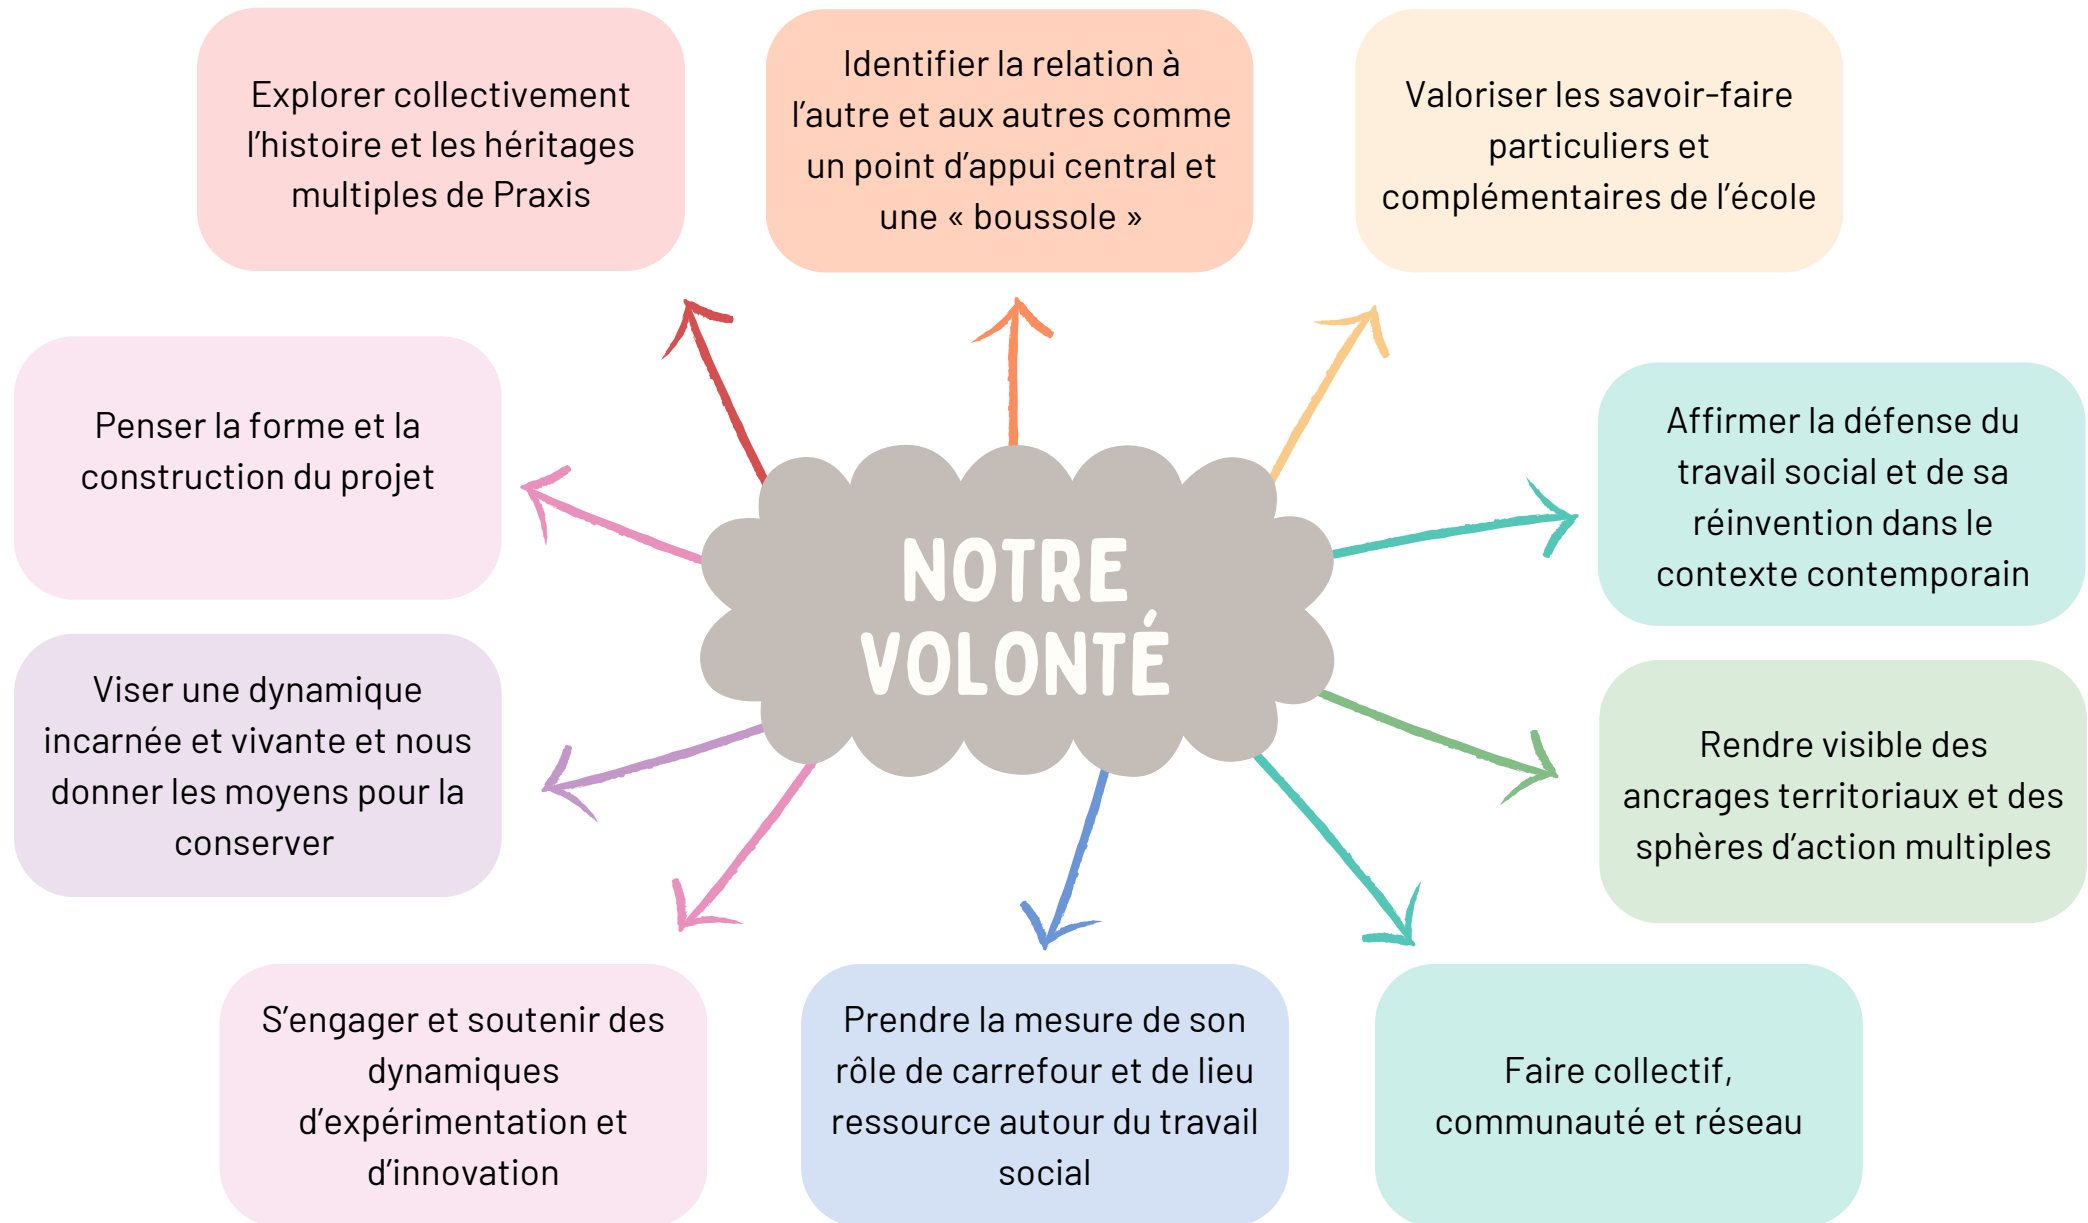 Explorer collectivement
l'histoire et les héritages
multiples de Praxis
Identifier la relation à
l'autre et aux autres comme
un point d'appui central et
une « boussole »
Valoriser les savoir-faire
particuliers et
complémentaires de l'école
Penser la forme et la
construction du projet
Affirmer la défense du
travail social et de sa
réinvention dans le
contexte contemporain
NOTRE
VOLONTÉ
Viser une dynamique
incarnée et vivante et nous
donner les moyens pour la
conserver
Rendre visible des
ancrages territoriaux et des
sphères d'action multiples
S'engager et soutenir des
dynamiques
d'expérimentation et
d'innovation
Prendre la mesure de son
rôle de carrefour et de lieu
ressource autour du travail
social
Faire collectif,
communauté et réseau